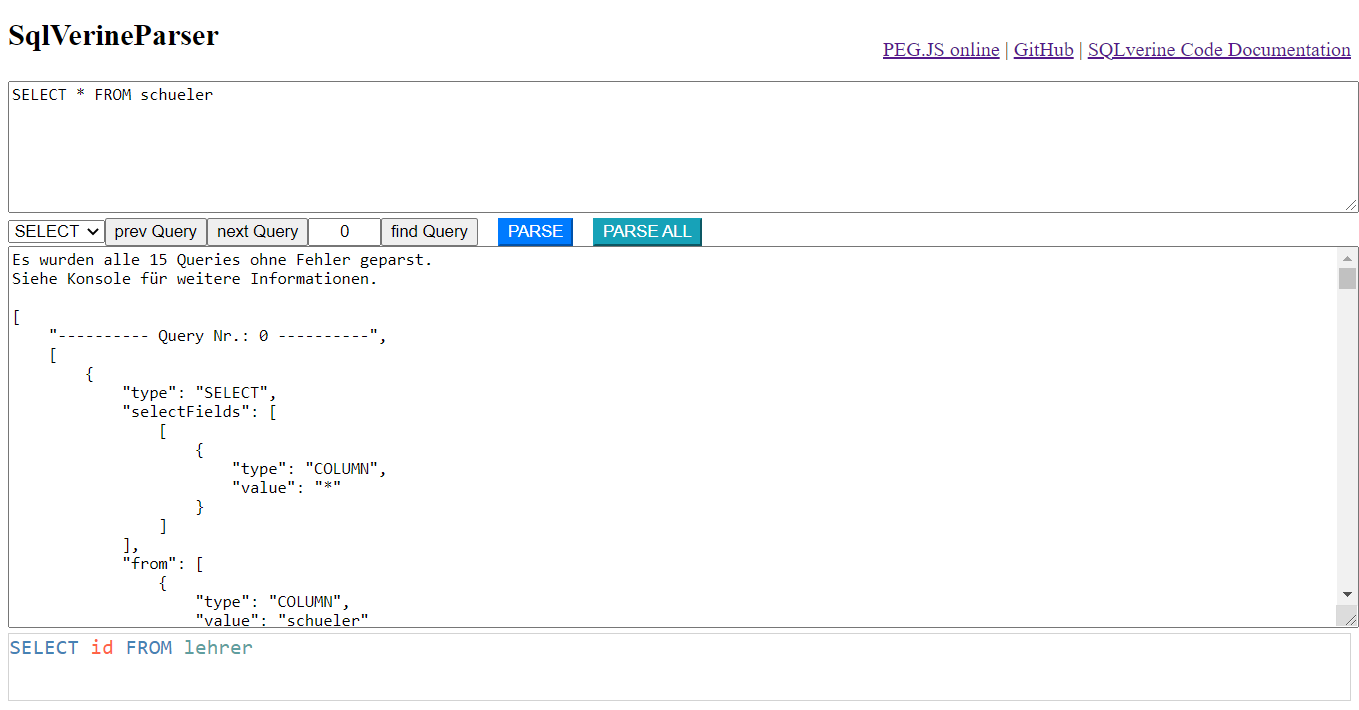 SqlVerineParser
PEG.JS online | GitHub | SQLverine Code Documentation
SELECT * FROM schueler
SELECT prev Query next Query 0 find Query PARSE PARSE ALL
Es wurden alle 15 Queries ohne Fehler geparst.
Siehe Konsole für weitere Informationen.
[
    "---------- Query Nr.: 0 ----------",
    [
        {
            "type": "SELECT",
            "selectFields": [
                [
                    {
                        "type": "COLUMN",
                        "value": "*"
                    }
                ]
            ],
            "from": [
                {
                    "type": "COLUMN",
                    "value": "schueler"
SELECT id FROM lehrer